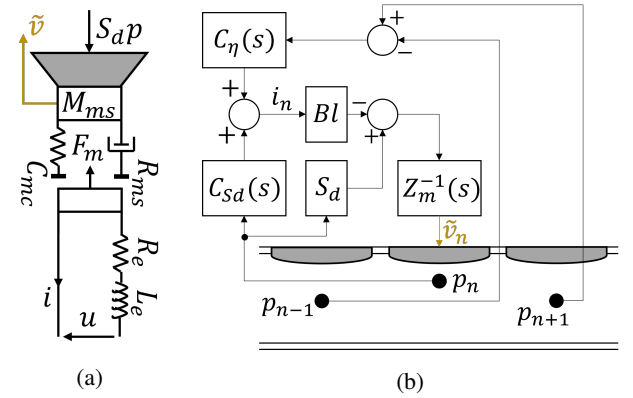 ṽ
S_d p
M_ms
F_m
C_mc
R_ms
R_e
L_e
i
u
(a)
C_η(s)
+
−
+
+
i_n
Bl
−
+
C_Sd(s)
S_d
Z_m^{-1}(s)
ṽ_n
p_n
p_{n−1}
p_{n+1}
(b)